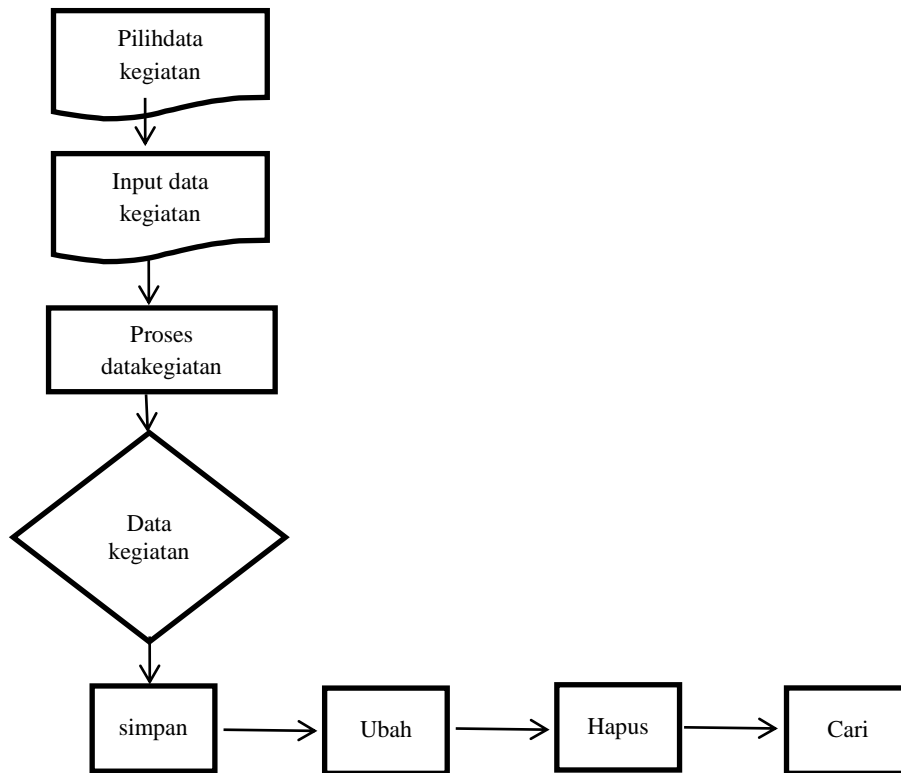 Pilihdata
kegiatan
Input data
kegiatan
Proses
datakegiatan
Data
kegiatan
simpan
Ubah
Hapus
Cari